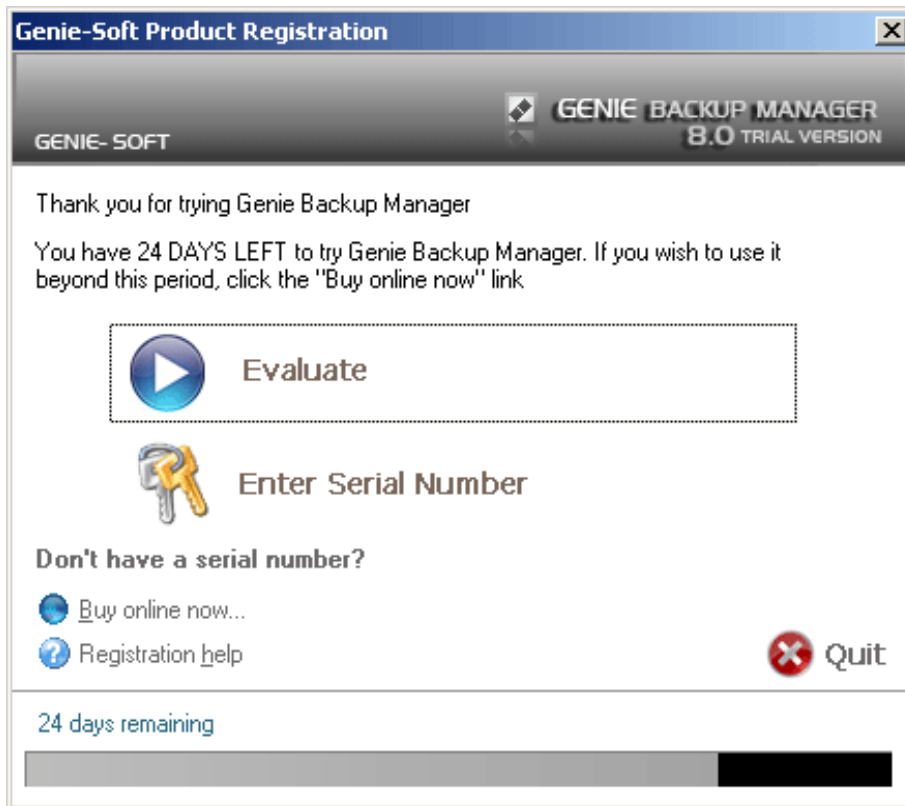 Genie-Soft Product Registration
GENIE BACKUP MANAGER
8.0 TRIAL VERSION
GENIE- SOFT
Thank you for trying Genie Backup Manager
You have 24 DAYS LEFT to try Genie Backup Manager. If you wish to use it
beyond this period, click the "Buy online now" link
Evaluate
Enter Serial Number
Don't have a serial number?
Buy online now...
Registration help
Quit
24 days remaining